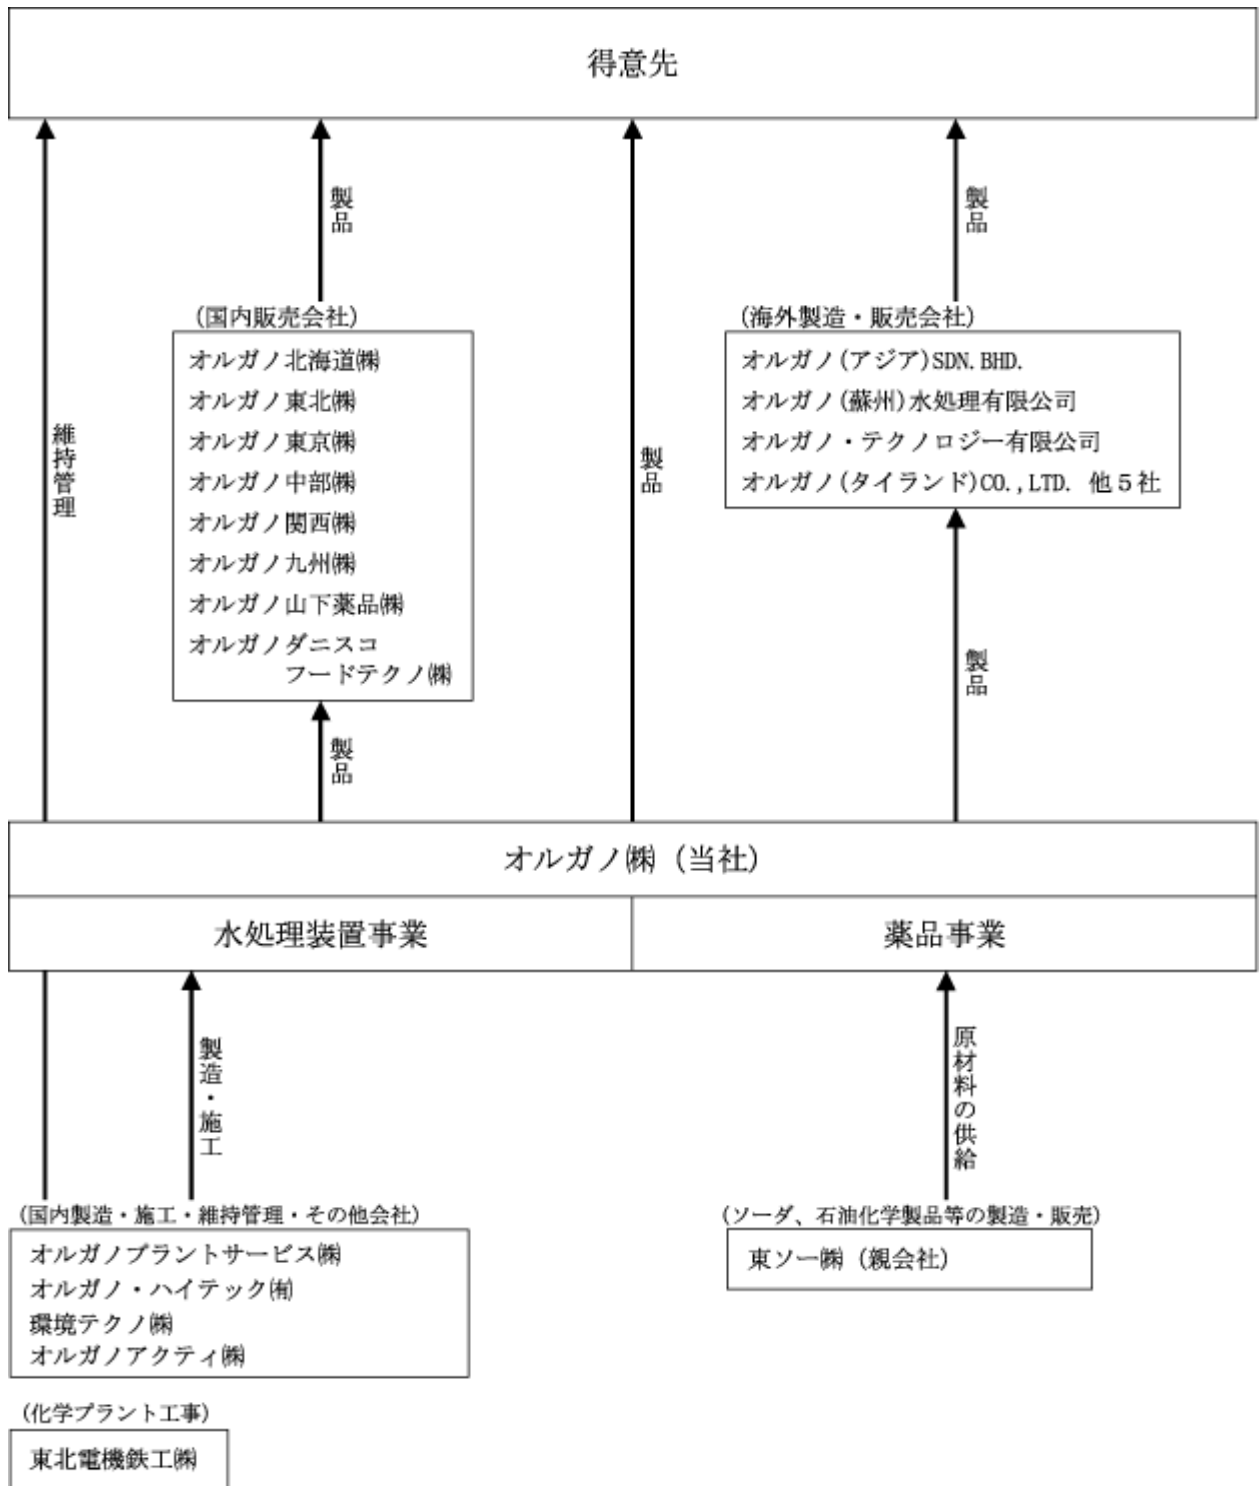 得意先
製品
製品
製品
(国内販売会社)
オルガノ北海道㈱
オルガノ東北㈱
オルガノ東京㈱
オルガノ中部㈱
オルガノ関西㈱
オルガノ九州㈱
オルガノ山下薬品㈱
オルガノダニスコ
フードテクノ㈱
(海外製造・販売会社)
オルガノ(アジア)SDN.BHD.
オルガノ(蘇州)水処理有限公司
オルガノ・テクノロジー有限公司
オルガノ(タイランド)CO.,LTD. 他5社
維持管理
製品
製品
オルガノ㈱ (当社)
水処理装置事業
薬品事業
製造・施工
原材料の供給
(国内製造・施工・維持管理・その他会社)
オルガノプラントサービス㈱
オルガノ・ハイテック㈲
環境テクノ㈱
オルガノアクティ㈱
(ソーダ、石油化学製品等の製造・販売)
東ソー㈱ (親会社)
(化学プラント工事)
東北電機鉄工㈱